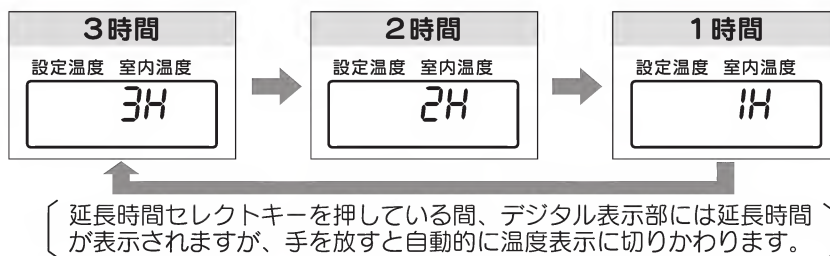 3時間
2時間
1時間
設定温度 室内温度
設定温度 室内温度
設定温度 室内温度
3H
2H
1H
延長時間セレクトキーを押している間、デジタル表示部には延長時間
が表示されますが、手を放すと自動的に温度表示に切りかわります。